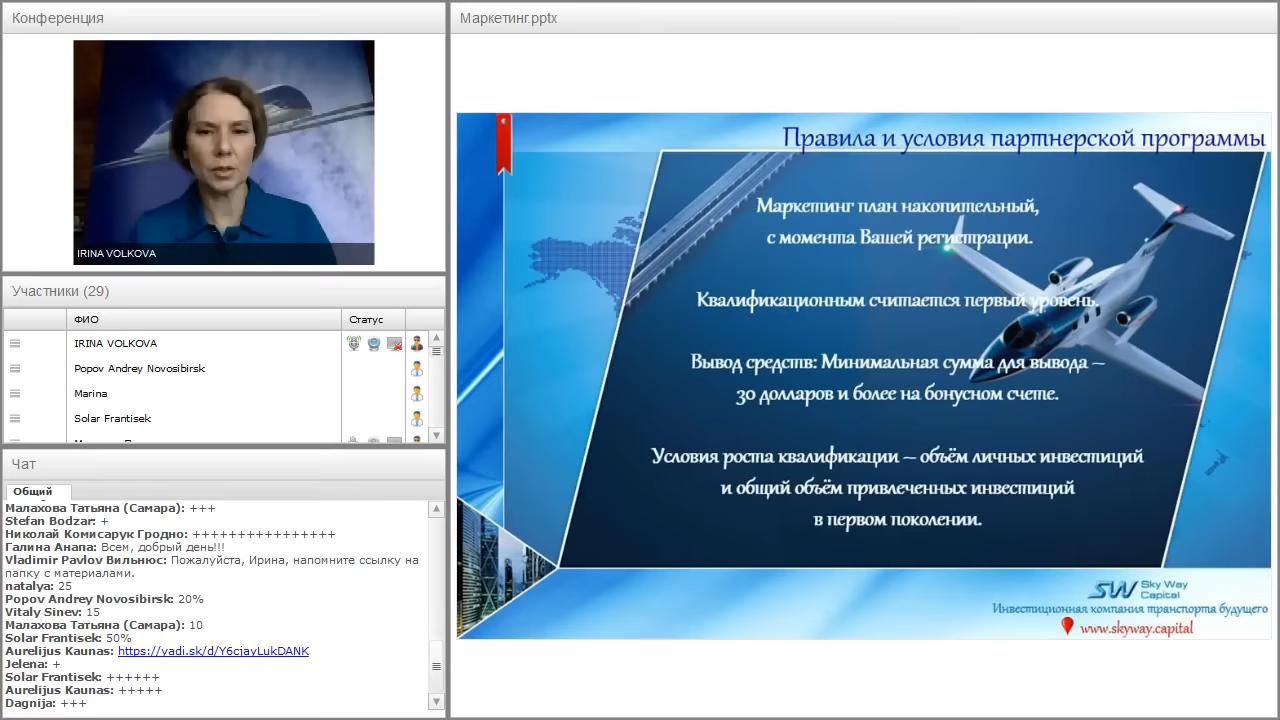 Конференция
IRINA VOLKOVA
Участники (29)
ФИО
Статус
IRINA VOLKOVA
Popov Andrey Novosibirsk
Marina
Solar Frantisek
Чат
Общий
Малахова Татьяна (Самара): +++
Stefan Bodzar: +
Николай Комисарук Гродно: ++++++++++++++++
Галина Анапа: Всем, добрый день!!!
Vladimir Pavlov Вильнюс: Пожалуйста, Ирина, напомните ссылку на
папку с материалами.
natalya: 25
Popov Andrey Novosibirsk: 20%
Vitaly Sinev: 15
Малахова Татьяна (Самара): 10
Solar Frantisek: 50%
Aurelijus Kaunas: https://yadi.sk/d/Y6cjayLukDANK
Jelena: +
Solar Frantisek: ++++++
Aurelijus Kaunas: +++++
Dagnija: +++
Маркетинг.pptx
Правила и условия партнерской программы
Маркетинг план накопительный,
с момента Вашей регистрации.
Квалификационным считается первый уровень.
Вывод средств: Минимальная сумма для вывода –
30 долларов и более на бонусном счете.
Условия роста квалификации – объём личных инвестиций
и общий объём привлеченных инвестиций
в первом поколении.
SW Sky Way
Capital
Инвестиционная компания транспорта будущего
www.skyway.capital